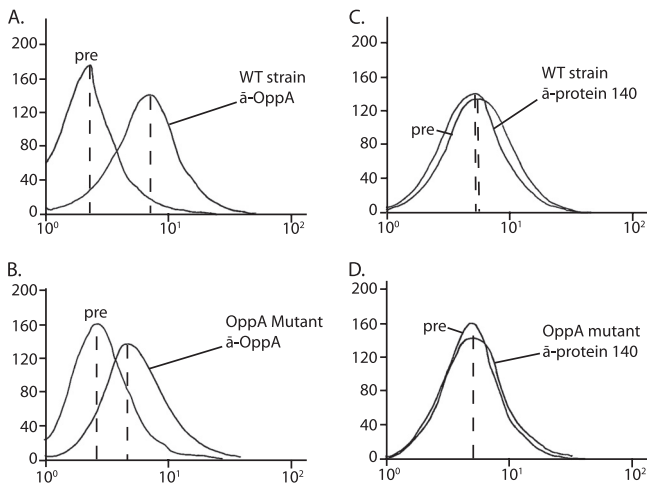 A.
200
160
120
80
40
0
pre
WT strain
ā-OppA
10⁰
10¹
10²
B.
200
160
120
80
40
0
pre
OppA Mutant
ā-OppA
10⁰
10¹
10²
C.
200
160
120
80
40
0
pre
WT strain
ā-protein 140
10⁰
10¹
10²
D.
200
160
120
80
40
0
pre
OppA mutant
ā-protein 140
10⁰
10¹
10²